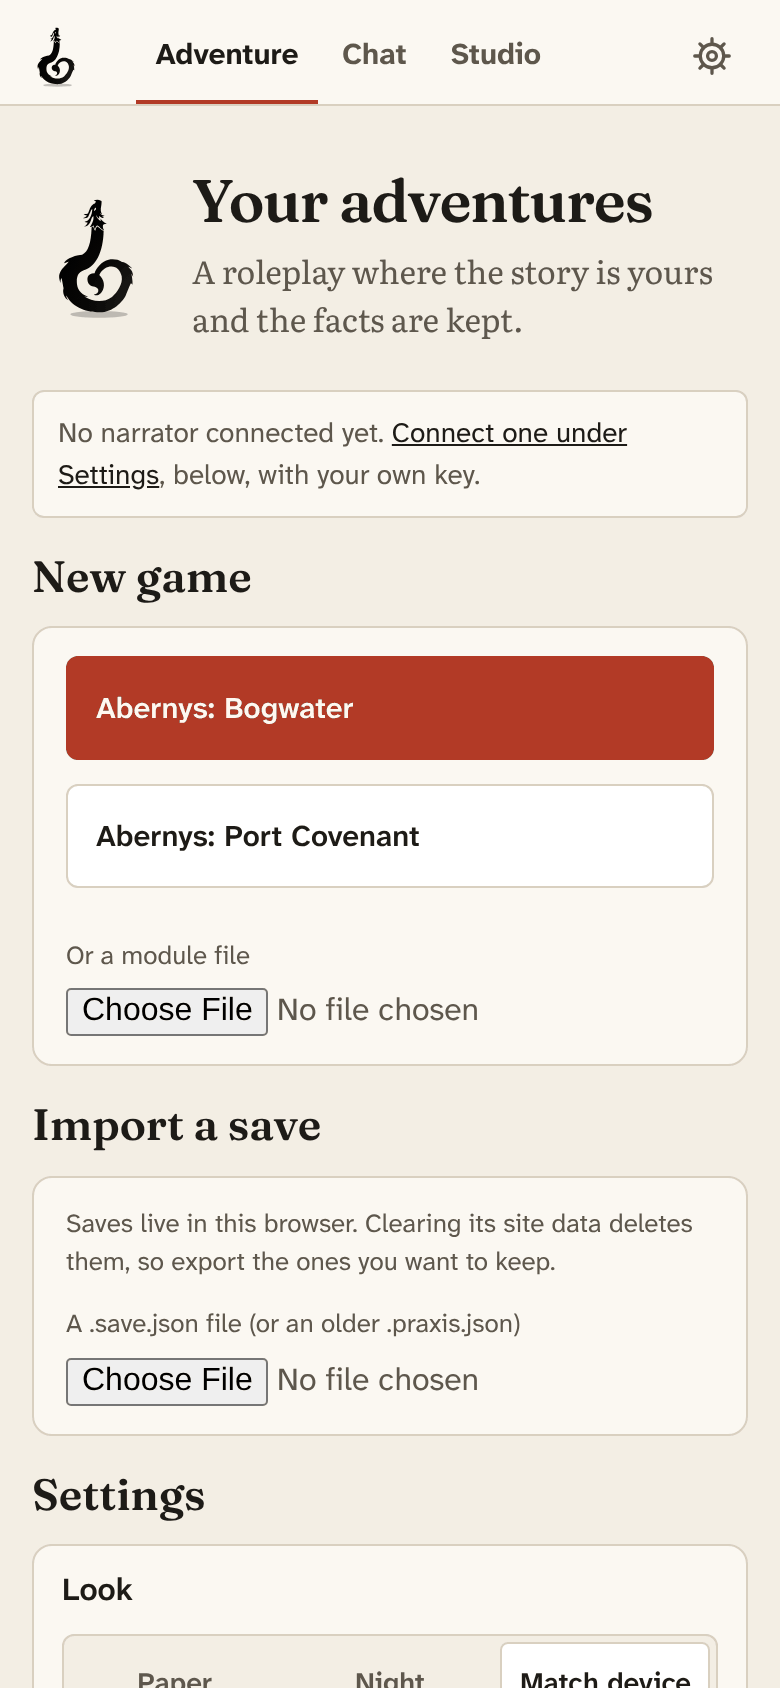 Adventure Chat Studio
Your adventures
A roleplay where the story is yours
and the facts are kept.
No narrator connected yet. Connect one under
Settings, below, with your own key.
New game
Abernys: Bogwater
Abernys: Port Covenant
Or a module file
Choose File No file chosen
Import a save
Saves live in this browser. Clearing its site data deletes
them, so export the ones you want to keep.
A .save.json file (or an older .praxis.json)
Choose File No file chosen
Settings
Look
Paper Night Match device